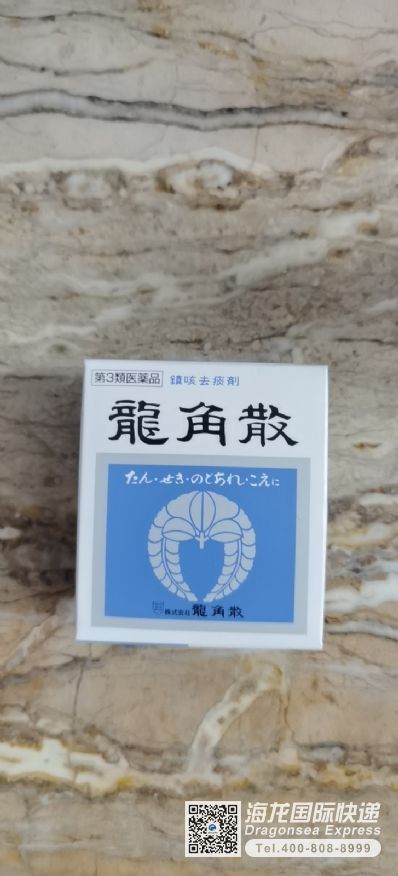 第3類医薬品 鎮咳去痰剤
龍角散
たん・せき・のどあれ・こえに
株式会社 龍角散
海龙国际快递
Dragonsea Express
Tel.400-808-8999